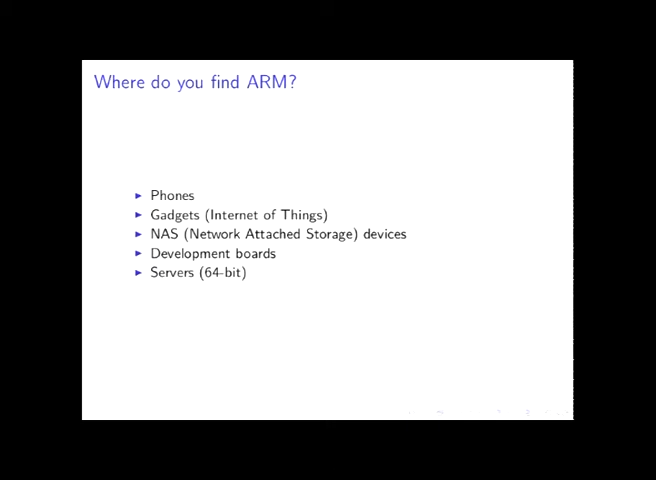 Where do you find ARM?
Phones
Gadgets (Internet of Things)
NAS (Network Attached Storage) devices
Development boards
Servers (64-bit)